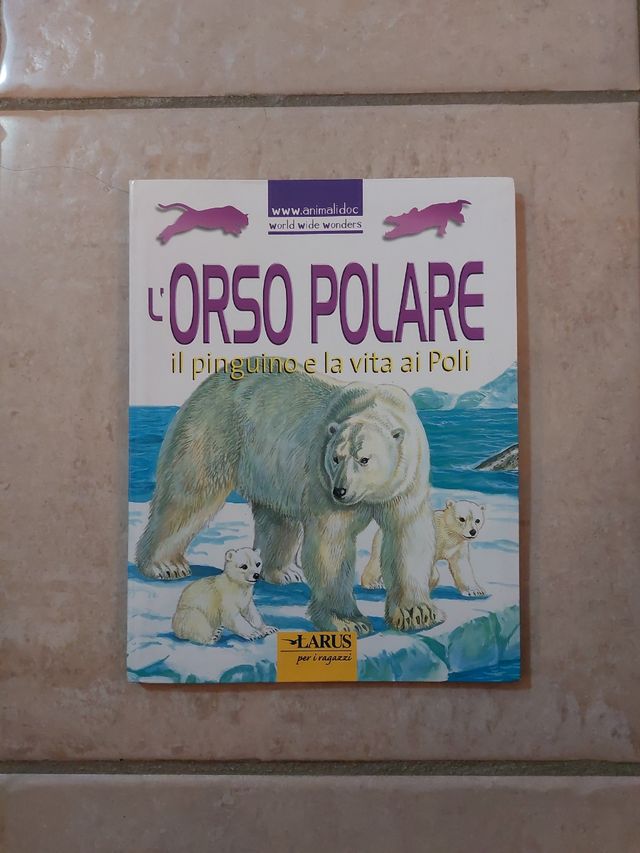 www.animalidoc
World Wide Wonders
L'ORSO POLARE
il pinguino e la vita ai Poli
LARUS
per i ragazzi